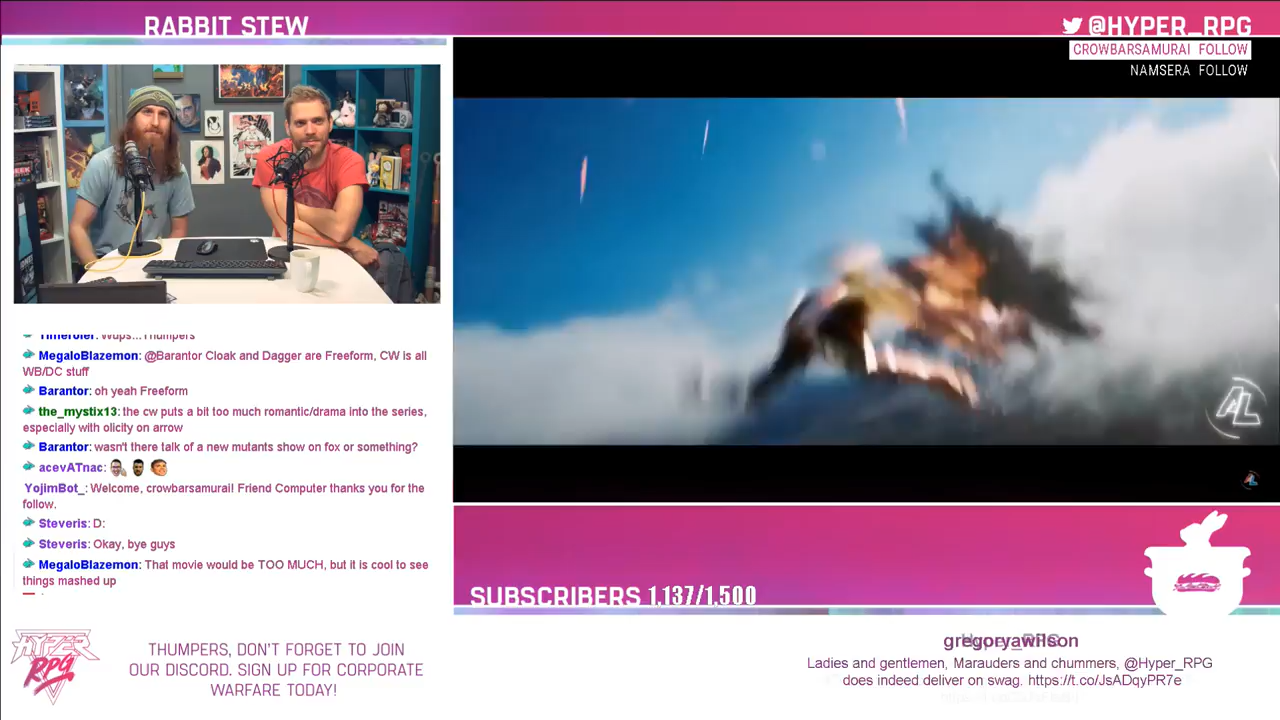 RABBIT STEW
@HYPER_RPG
CROWBARSAMURAI FOLLOW
NAMSERA FOLLOW
MegaloBlazemon: @Barantor Cloak and Dagger are Freeform, CW is all
WB/DC stuff
Barantor: oh yeah Freeform
the_mystix13: the cw puts a bit too much romantic/drama into the series,
especially with olicity on arrow
Barantor: wasn't there talk of a new mutants show on fox or something?
acevATnac:
YojimBot_: Welcome, crowbarsamurai! Friend Computer thanks you for the
follow.
Steveris: D:
Steveris: Okay, bye guys
MegaloBlazemon: That movie would be TOO MUCH, but it is cool to see
things mashed up
AL
SUBSCRIBERS 1,137/1,500
HYPER
RPG
THUMPERS, DON'T FORGET TO JOIN
OUR DISCORD. SIGN UP FOR CORPORATE
WARFARE TODAY!
gregoryawilson
Ladies and gentlemen, Marauders and chummers, @Hyper_RPG
does indeed deliver on swag. https://t.co/JsADqyPR7e